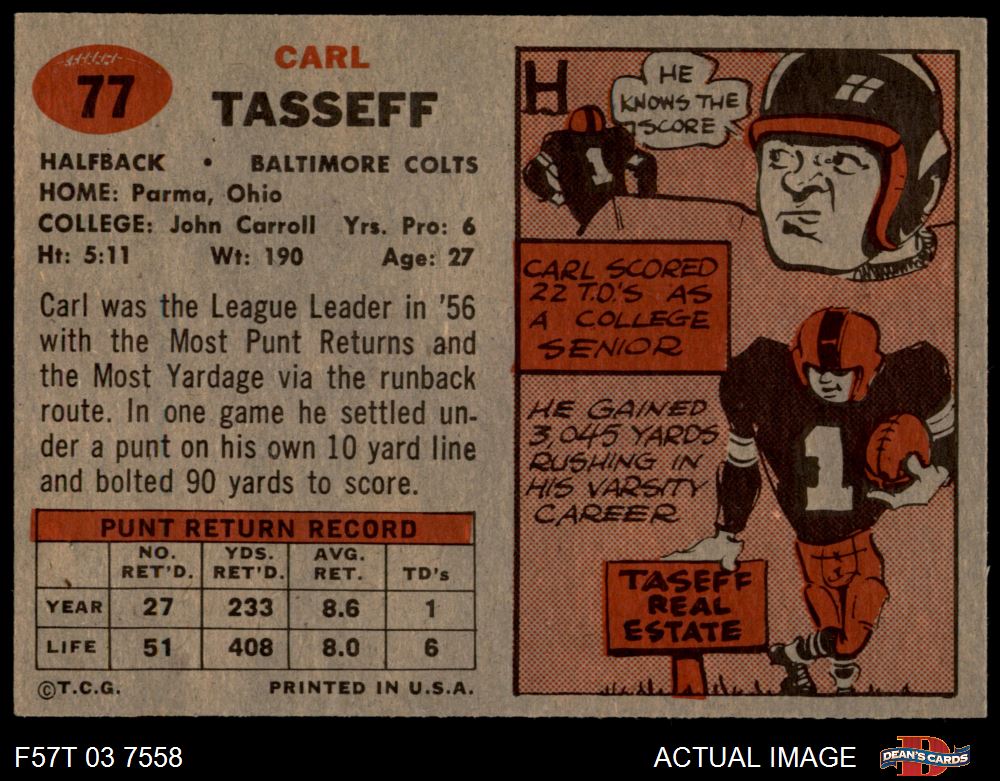 77
CARL
TASSEFF
HALFBACK • BALTIMORE COLTS
HOME: Parma, Ohio
COLLEGE: John Carroll Yrs. Pro: 6
Ht: 5:11 Wt: 190 Age: 27
Carl was the League Leader in '56
with the Most Punt Returns and
the Most Yardage via the runback
route. In one game he settled un-
der a punt on his own 10 yard line
and bolted 90 yards to score.
PUNT RETURN RECORD
NO. RET'D. YDS. RET'D. AVG. RET. TD's
YEAR 27 233 8.6 1
LIFE 51 408 8.0 6
©T.C.G. PRINTED IN U.S.A.
H
HE
KNOWS THE
SCORE
1
CARL SCORED
22 T.D.'S AS
A COLLEGE
SENIOR
HE GAINED
3,045 YARDS
RUSHING IN
HIS VARSITY
CAREER
1
TASEFF
REAL
ESTATE
F57T 03 7558
ACTUAL IMAGE
DEAN'S CARDS